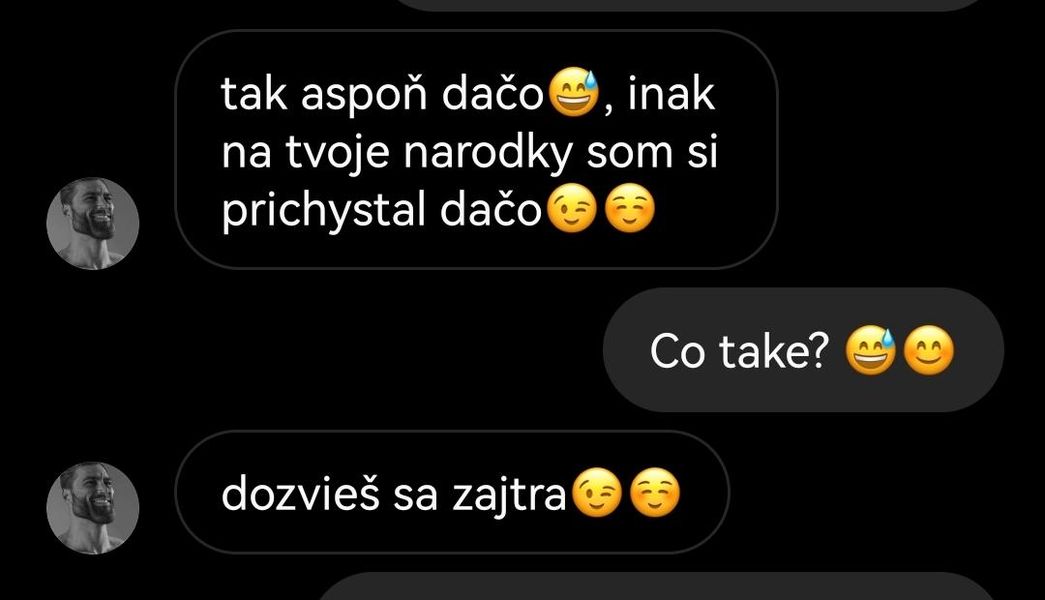 tak aspoň dačo😅, inak
na tvoje narodky som si
prichystal dačo😉☺️
Co take? 😅😊
dozvieš sa zajtra😉☺️